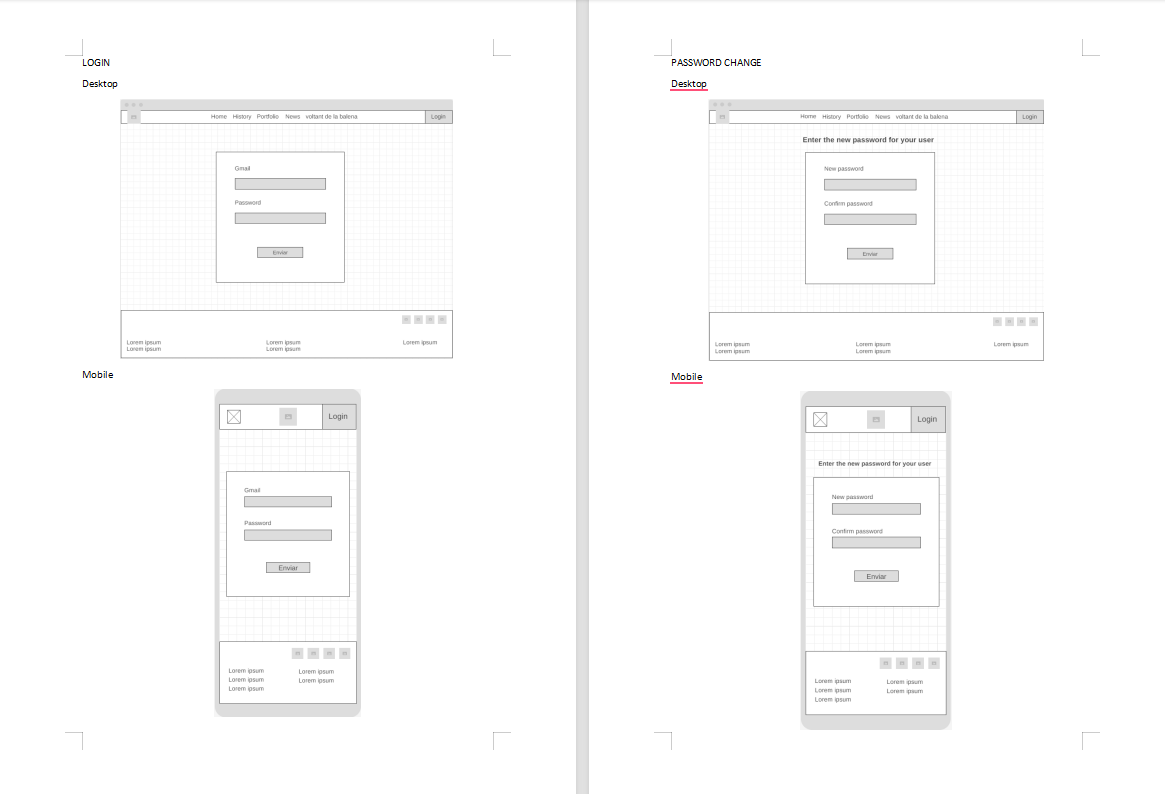 LOGIN
Desktop
Home History Portfolio News voltant de la balena Login
Gmail
Password
Enviar
Lorem ipsum Lorem ipsum Lorem ipsum
Lorem ipsum Lorem ipsum
Mobile
Login
Gmail
Password
Enviar
Lorem ipsum Lorem ipsum
Lorem ipsum Lorem ipsum
Lorem ipsum
PASSWORD CHANGE
Desktop
Home History Portfolio News voltant de la balena Login
Enter the new password for your user
New password
Confirm password
Enviar
Lorem ipsum Lorem ipsum Lorem ipsum
Lorem ipsum Lorem ipsum
Mobile
Login
Enter the new password for your user
New password
Confirm password
Enviar
Lorem ipsum Lorem ipsum
Lorem ipsum Lorem ipsum
Lorem ipsum